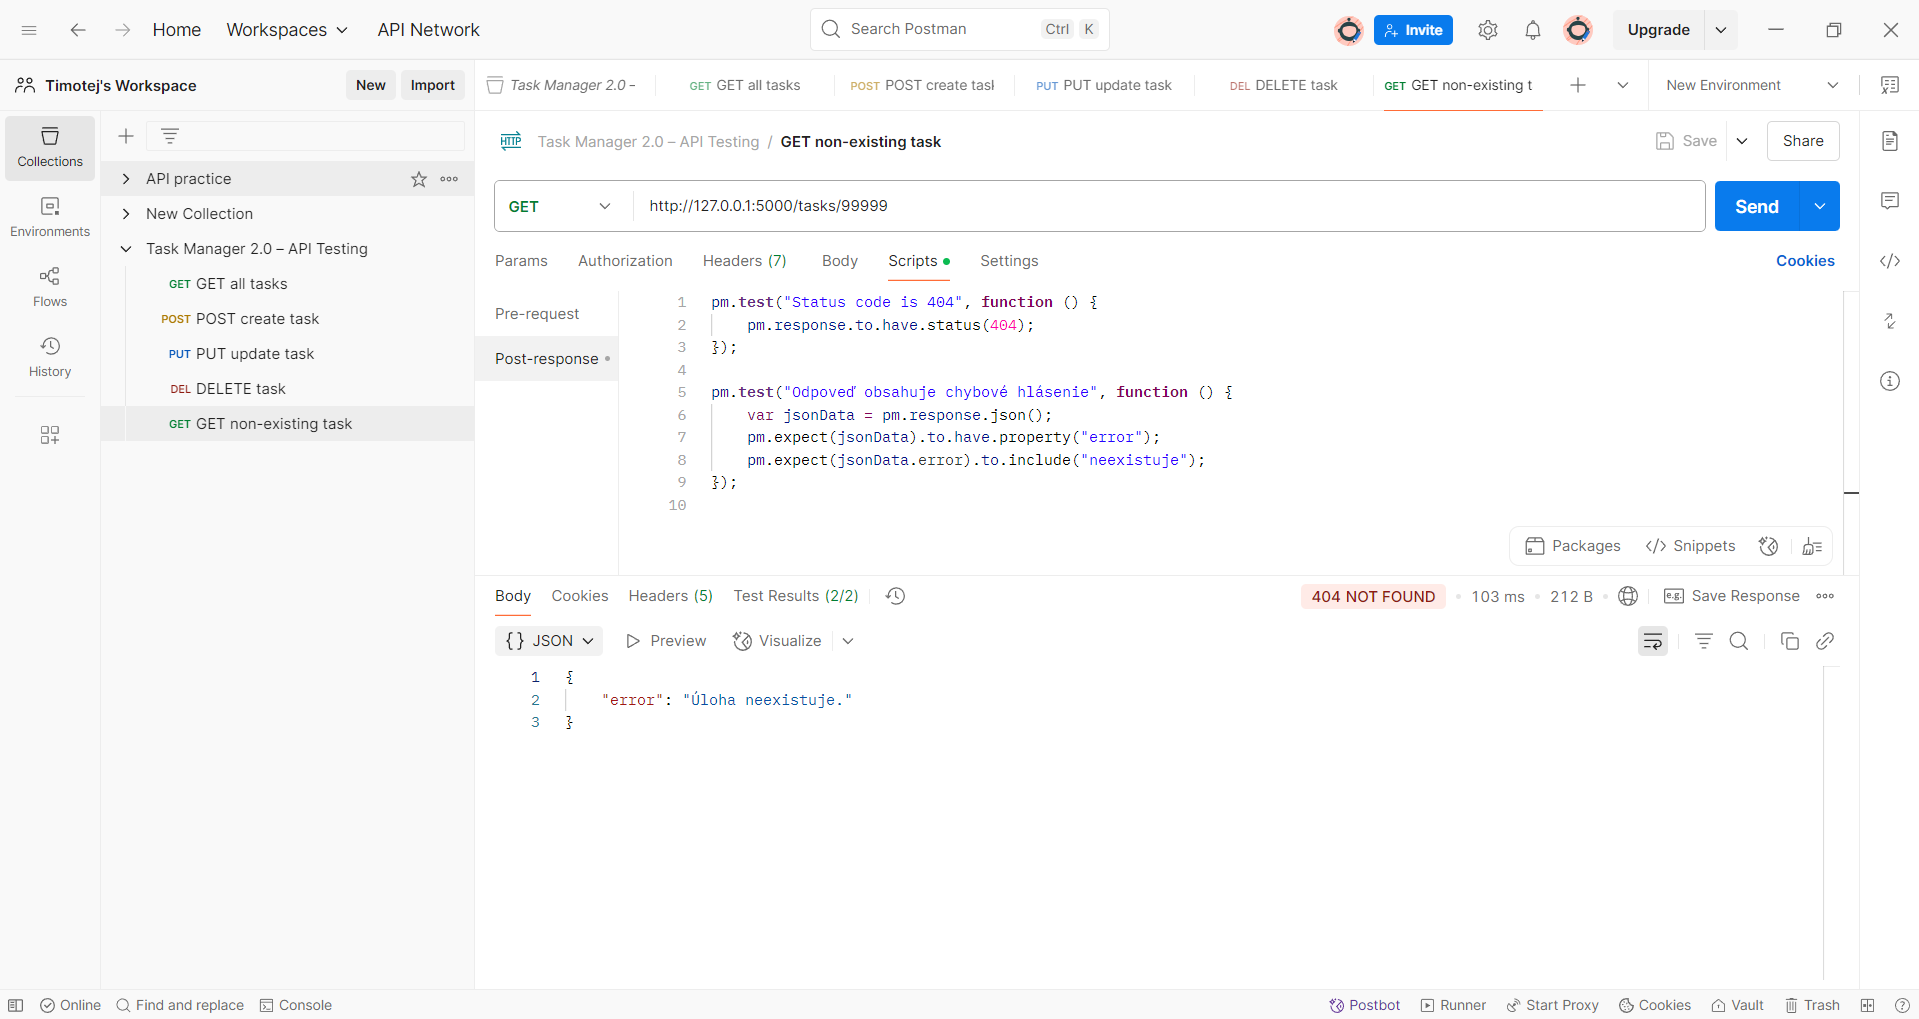 Home
Workspaces
API Network
Search Postman
Ctrl
K
Invite
Upgrade
Timotej's Workspace
New
Import
Task Manager 2.0 –
GET GET all tasks
POST POST create task
PUT PUT update task
DEL DELETE task
GET GET non-existing t
New Environment
Collections
Environments
Flows
History
API practice
New Collection
Task Manager 2.0 – API Testing
GET GET all tasks
POST POST create task
PUT PUT update task
DEL DELETE task
GET GET non-existing task
HTTP
Task Manager 2.0 – API Testing / GET non-existing task
Save
Share
GET
http://127.0.0.1:5000/tasks/99999
Send
Params
Authorization
Headers (7)
Body
Scripts
Settings
Cookies
Pre-request
Post-response
1 pm.test("Status code is 404", function () {
2 pm.response.to.have.status(404);
3 });
4
5 pm.test("Odpoveď obsahuje chybové hlásenie", function () {
6 var jsonData = pm.response.json();
7 pm.expect(jsonData).to.have.property("error");
8 pm.expect(jsonData.error).to.include("neexistuje");
9 });
10
Packages
Snippets
Body
Cookies
Headers (5)
Test Results (2/2)
404 NOT FOUND
103 ms
212 B
e.g.
Save Response
{} JSON
Preview
Visualize
1 {
2 "error": "Úloha neexistuje."
3 }
Online
Find and replace
Console
Postbot
Runner
Start Proxy
Cookies
Vault
Trash